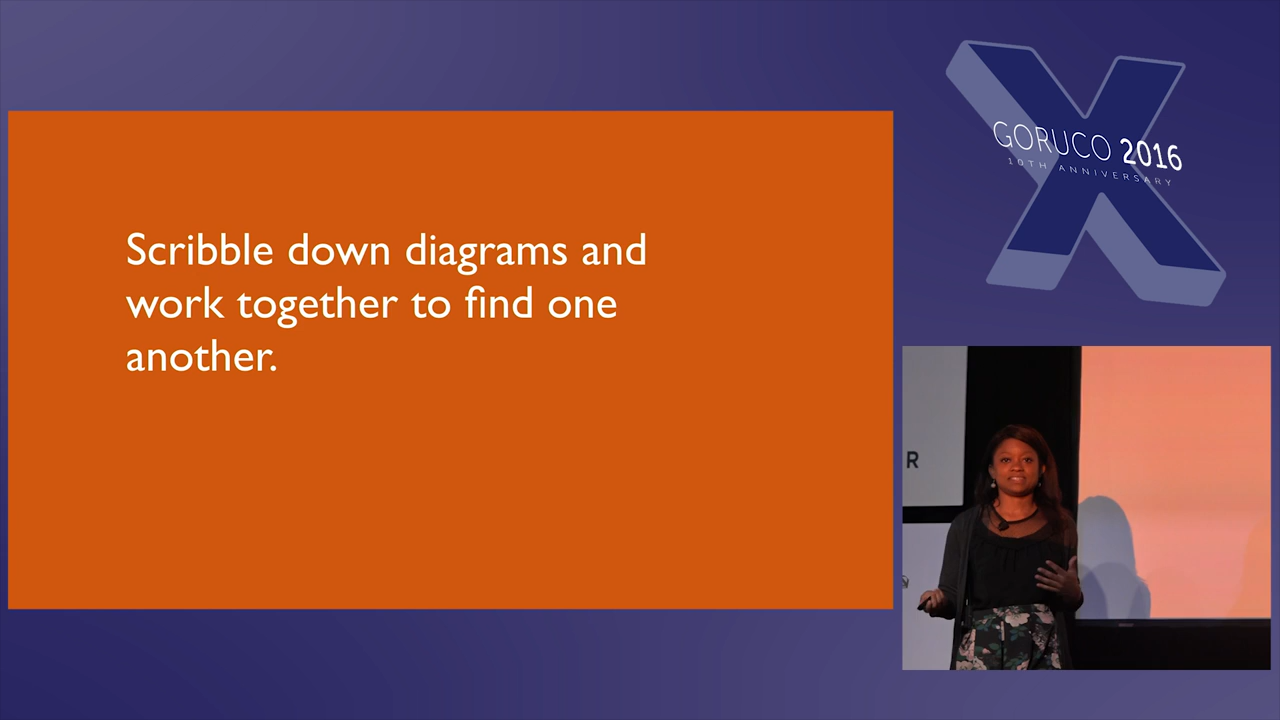 Scribble down diagrams and
work together to find one
another.
GORUCO 2016
10TH ANNIVERSARY
R